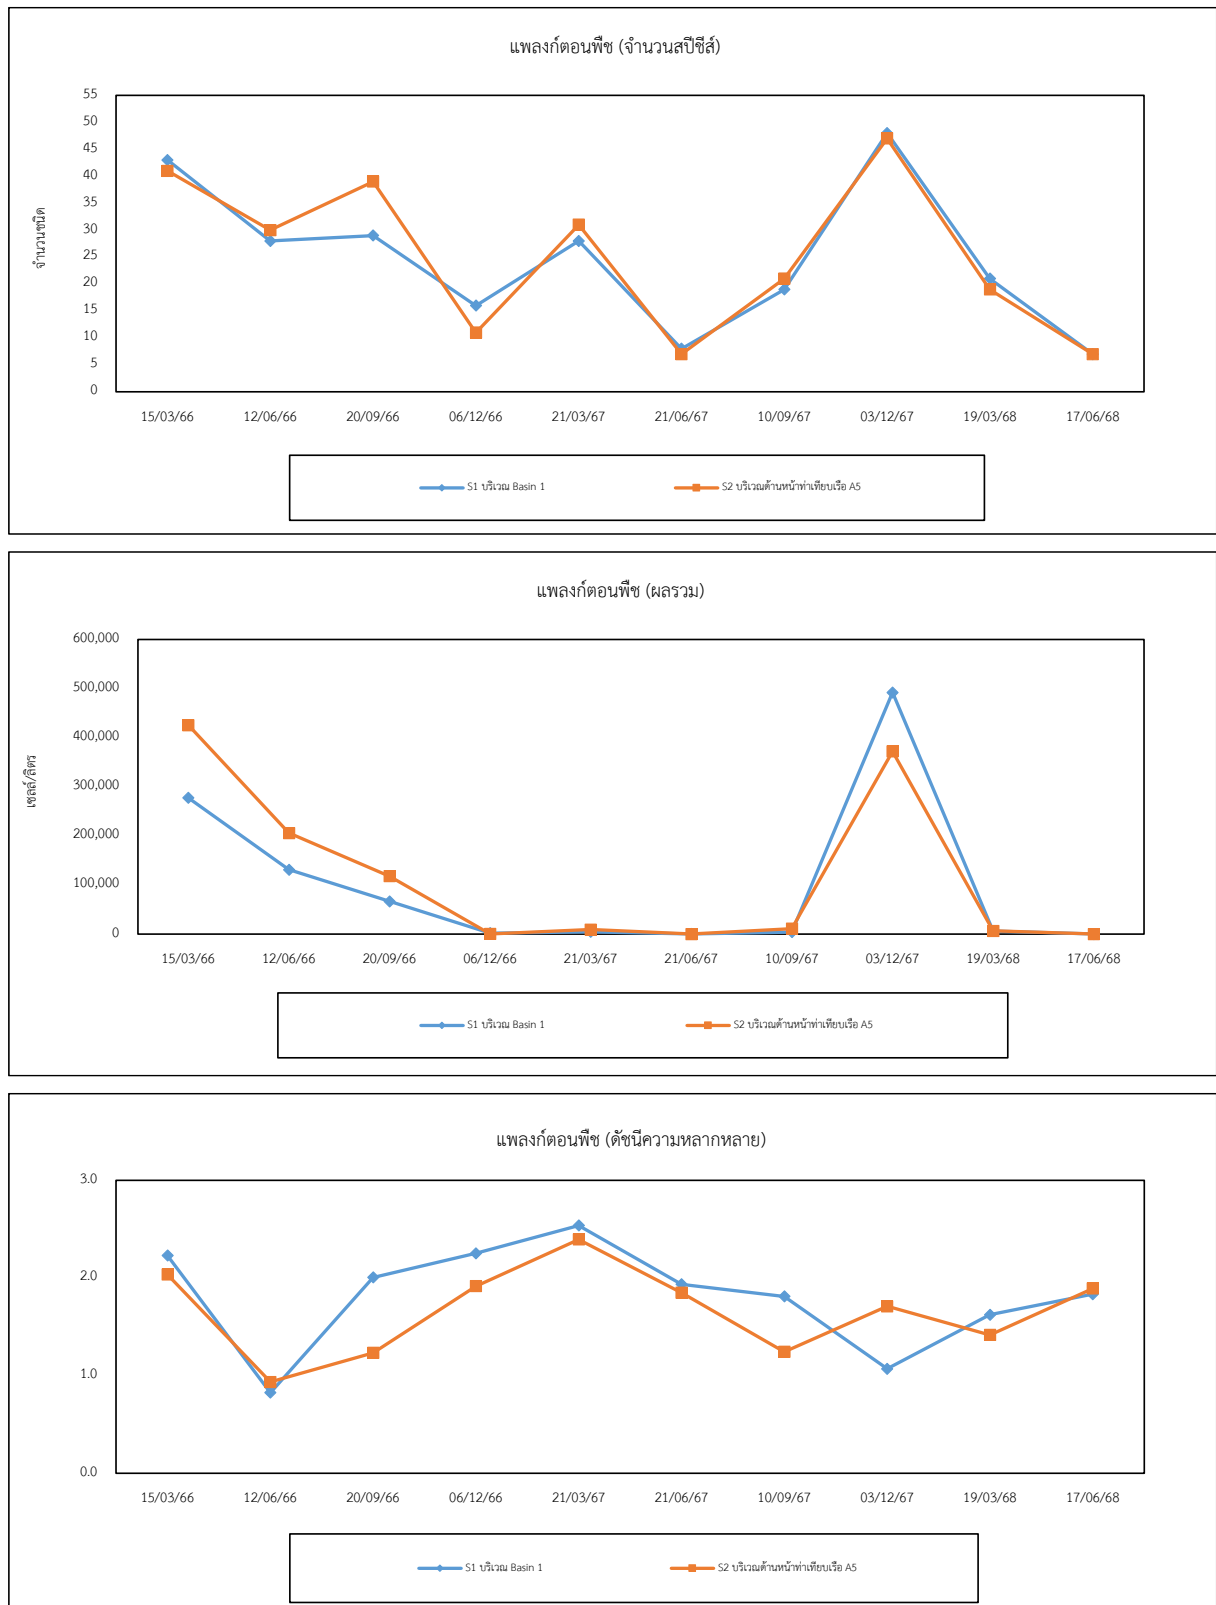 แพลงก์ตอนพืช (จำนวนสปีชีส์)
จำนวนชนิด
55
50
45
40
35
30
25
20
15
10
5
0
15/03/66 12/06/66 20/09/66 06/12/66 21/03/67 21/06/67 10/09/67 03/12/67 19/03/68 17/06/68
S1 บริเวณ Basin 1 S2 บริเวณด้านหน้าท่าเทียบเรือ A5
แพลงก์ตอนพืช (ผลรวม)
เซลล์/ลิตร
600,000
500,000
400,000
300,000
200,000
100,000
0
15/03/66 12/06/66 20/09/66 06/12/66 21/03/67 21/06/67 10/09/67 03/12/67 19/03/68 17/06/68
S1 บริเวณ Basin 1 S2 บริเวณด้านหน้าท่าเทียบเรือ A5
แพลงก์ตอนพืช (ดัชนีความหลากหลาย)
3.0
2.0
1.0
0.0
15/03/66 12/06/66 20/09/66 06/12/66 21/03/67 21/06/67 10/09/67 03/12/67 19/03/68 17/06/68
S1 บริเวณ Basin 1 S2 บริเวณด้านหน้าท่าเทียบเรือ A5